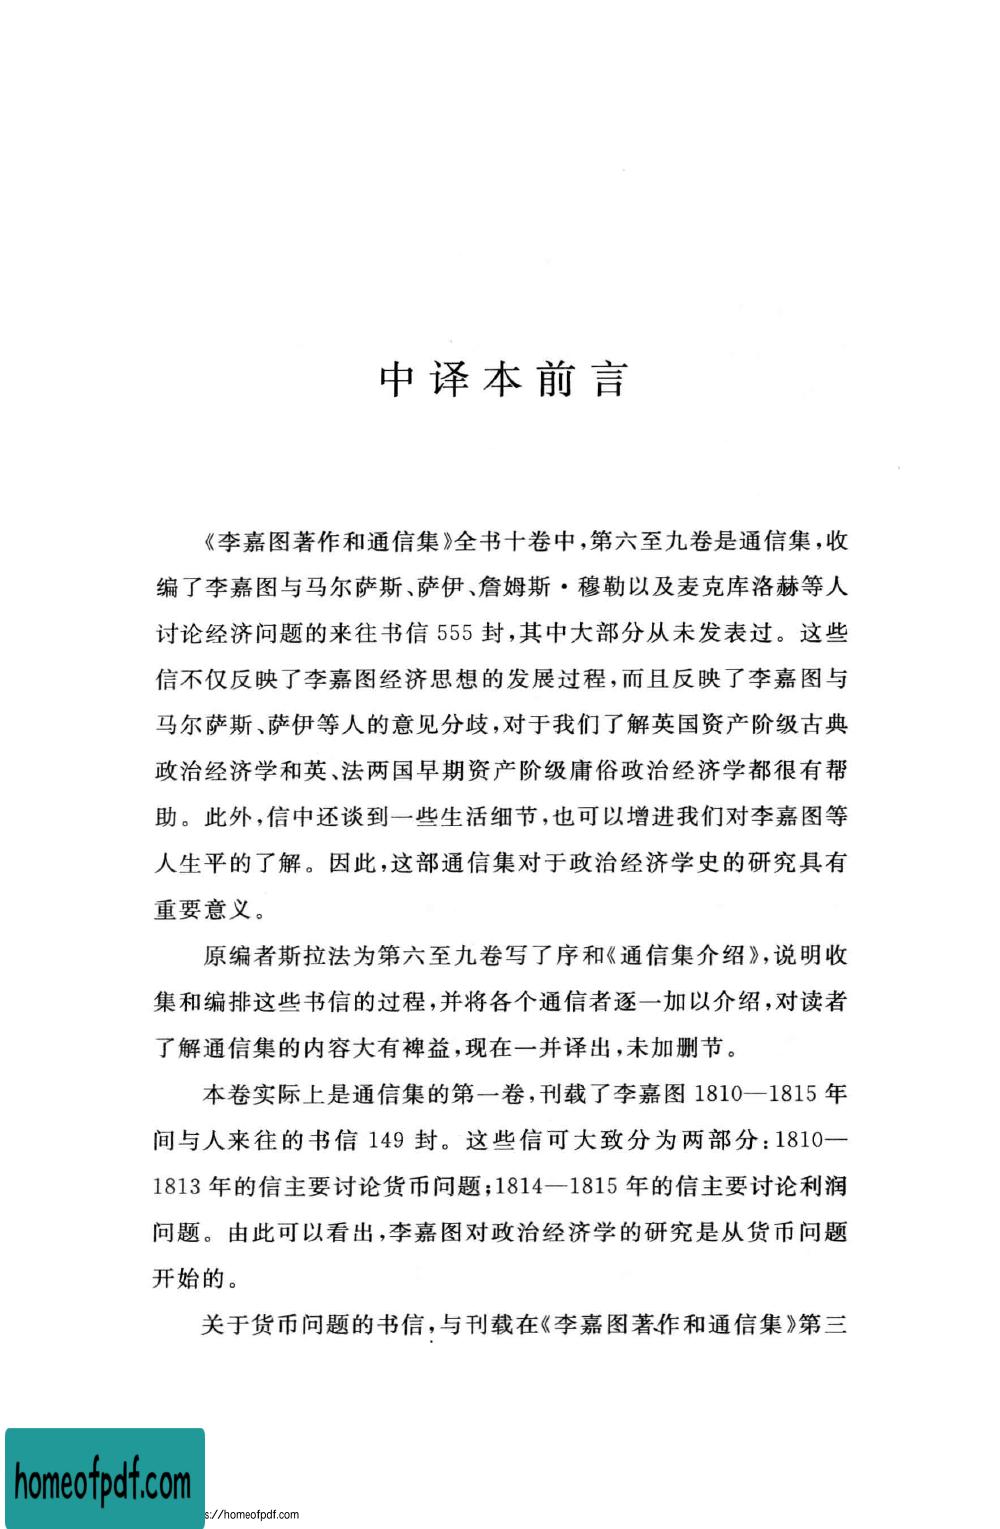 中译本前言
《李嘉图著作和通信集》全书十卷中,第六至九卷是通信集,收
编了李嘉图与马尔萨斯、萨伊、詹姆斯·穆勒以及麦克库洛赫等人
讨论经济问题的来往书信 555 封,其中大部分从未发表过。这些
信不仅反映了李嘉图经济思想的发展过程,而且反映了李嘉图与
马尔萨斯、萨伊等人的意见分歧,对于我们了解英国资产阶级古典
政治经济学和英、法两国早期资产阶级庸俗政治经济学都很有帮
助。此外,信中还谈到一些生活细节,也可以增进我们对李嘉图等
人生平的了解。因此,这部通信集对于政治经济学史的研究具有
重要意义。
原编者斯拉法为第六至九卷写了序和《通信集介绍》,说明收
集和编排这些书信的过程,并将各个通信者逐一加以介绍,对读者
了解通信集的内容大有裨益,现在一并译出,未加删节。
本卷实际上是通信集的第一卷,刊载了李嘉图 1810—1815 年
间与人来往的书信 149 封。这些信可大致分为两部分:1810—
1813 年的信主要讨论货币问题;1814—1815 年的信主要讨论利润
问题。由此可以看出,李嘉图对政治经济学的研究是从货币问题
开始的。
关于货币问题的书信,与刊载在《李嘉图著作和通信集》第三
homeofpdf.com
s://homeofpdf.com